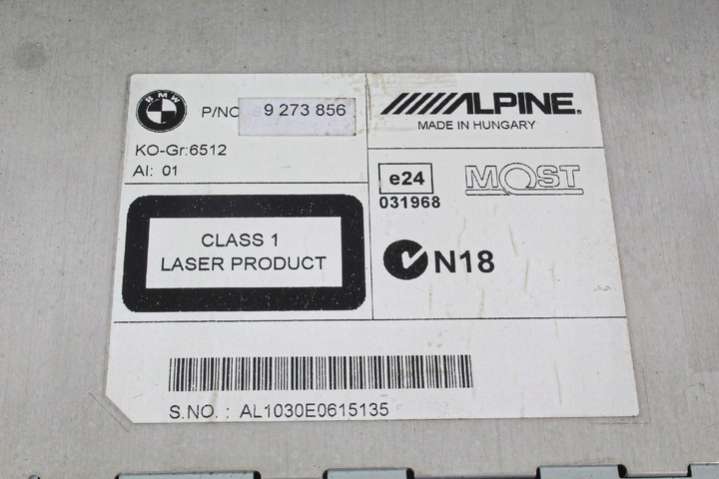 BMW
P/NO 9 273 856
KO-Gr:6512
AI: 01
CLASS 1
LASER PRODUCT
ALPINE®
MADE IN HUNGARY
e24
031968
MOST
N18
S.NO. : AL1030E0615135